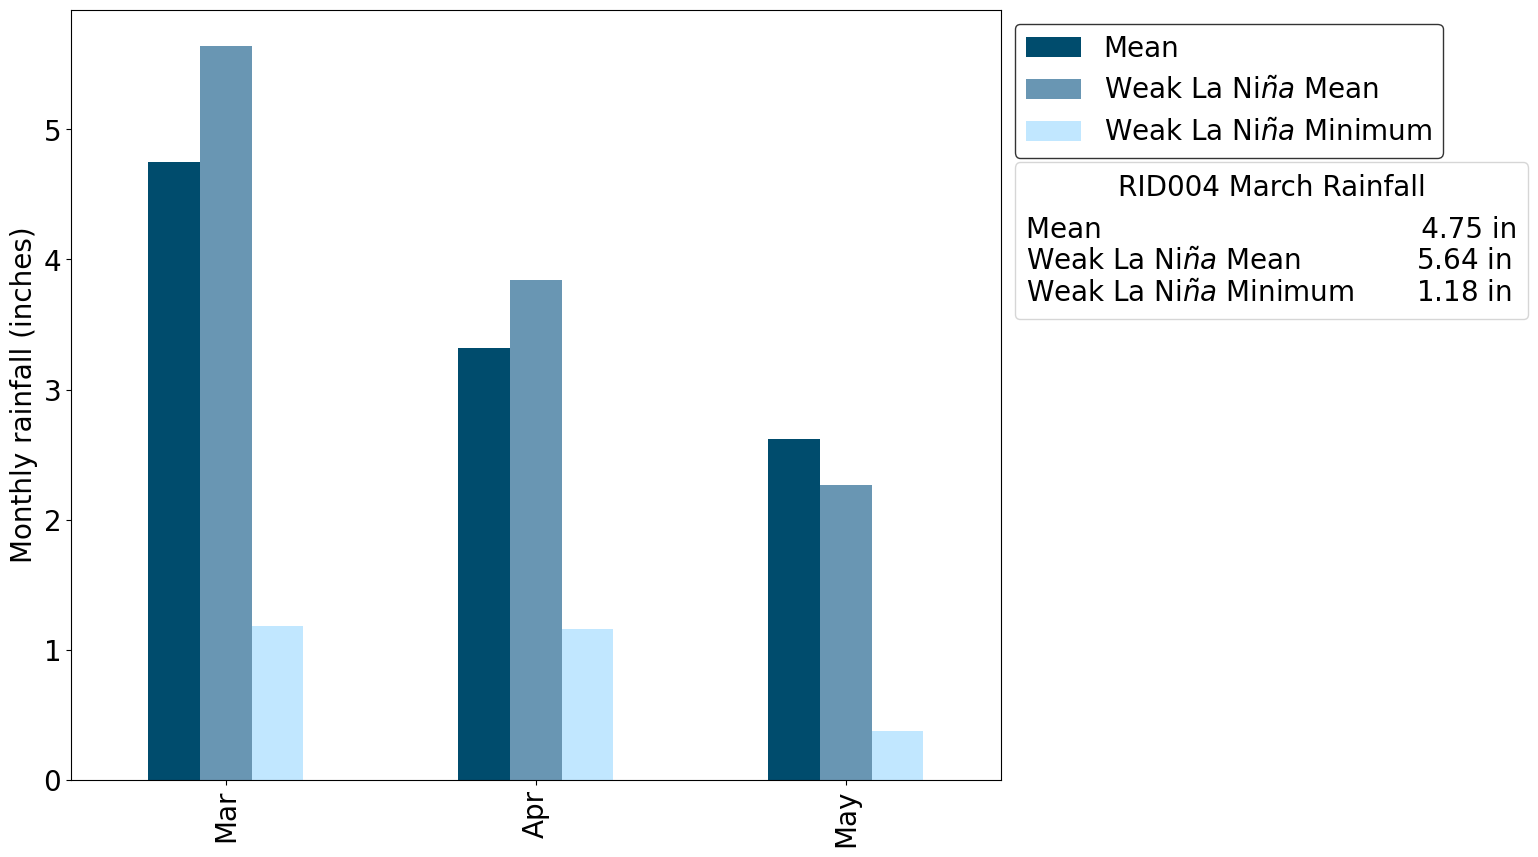 Monthly rainfall (inches)
5
4
3
2
1
0
Mar
Apr
May
Mean
Weak La Niña Mean
Weak La Niña Minimum
RID004 March Rainfall
Mean 4.75 in
Weak La Niña Mean 5.64 in
Weak La Niña Minimum 1.18 in